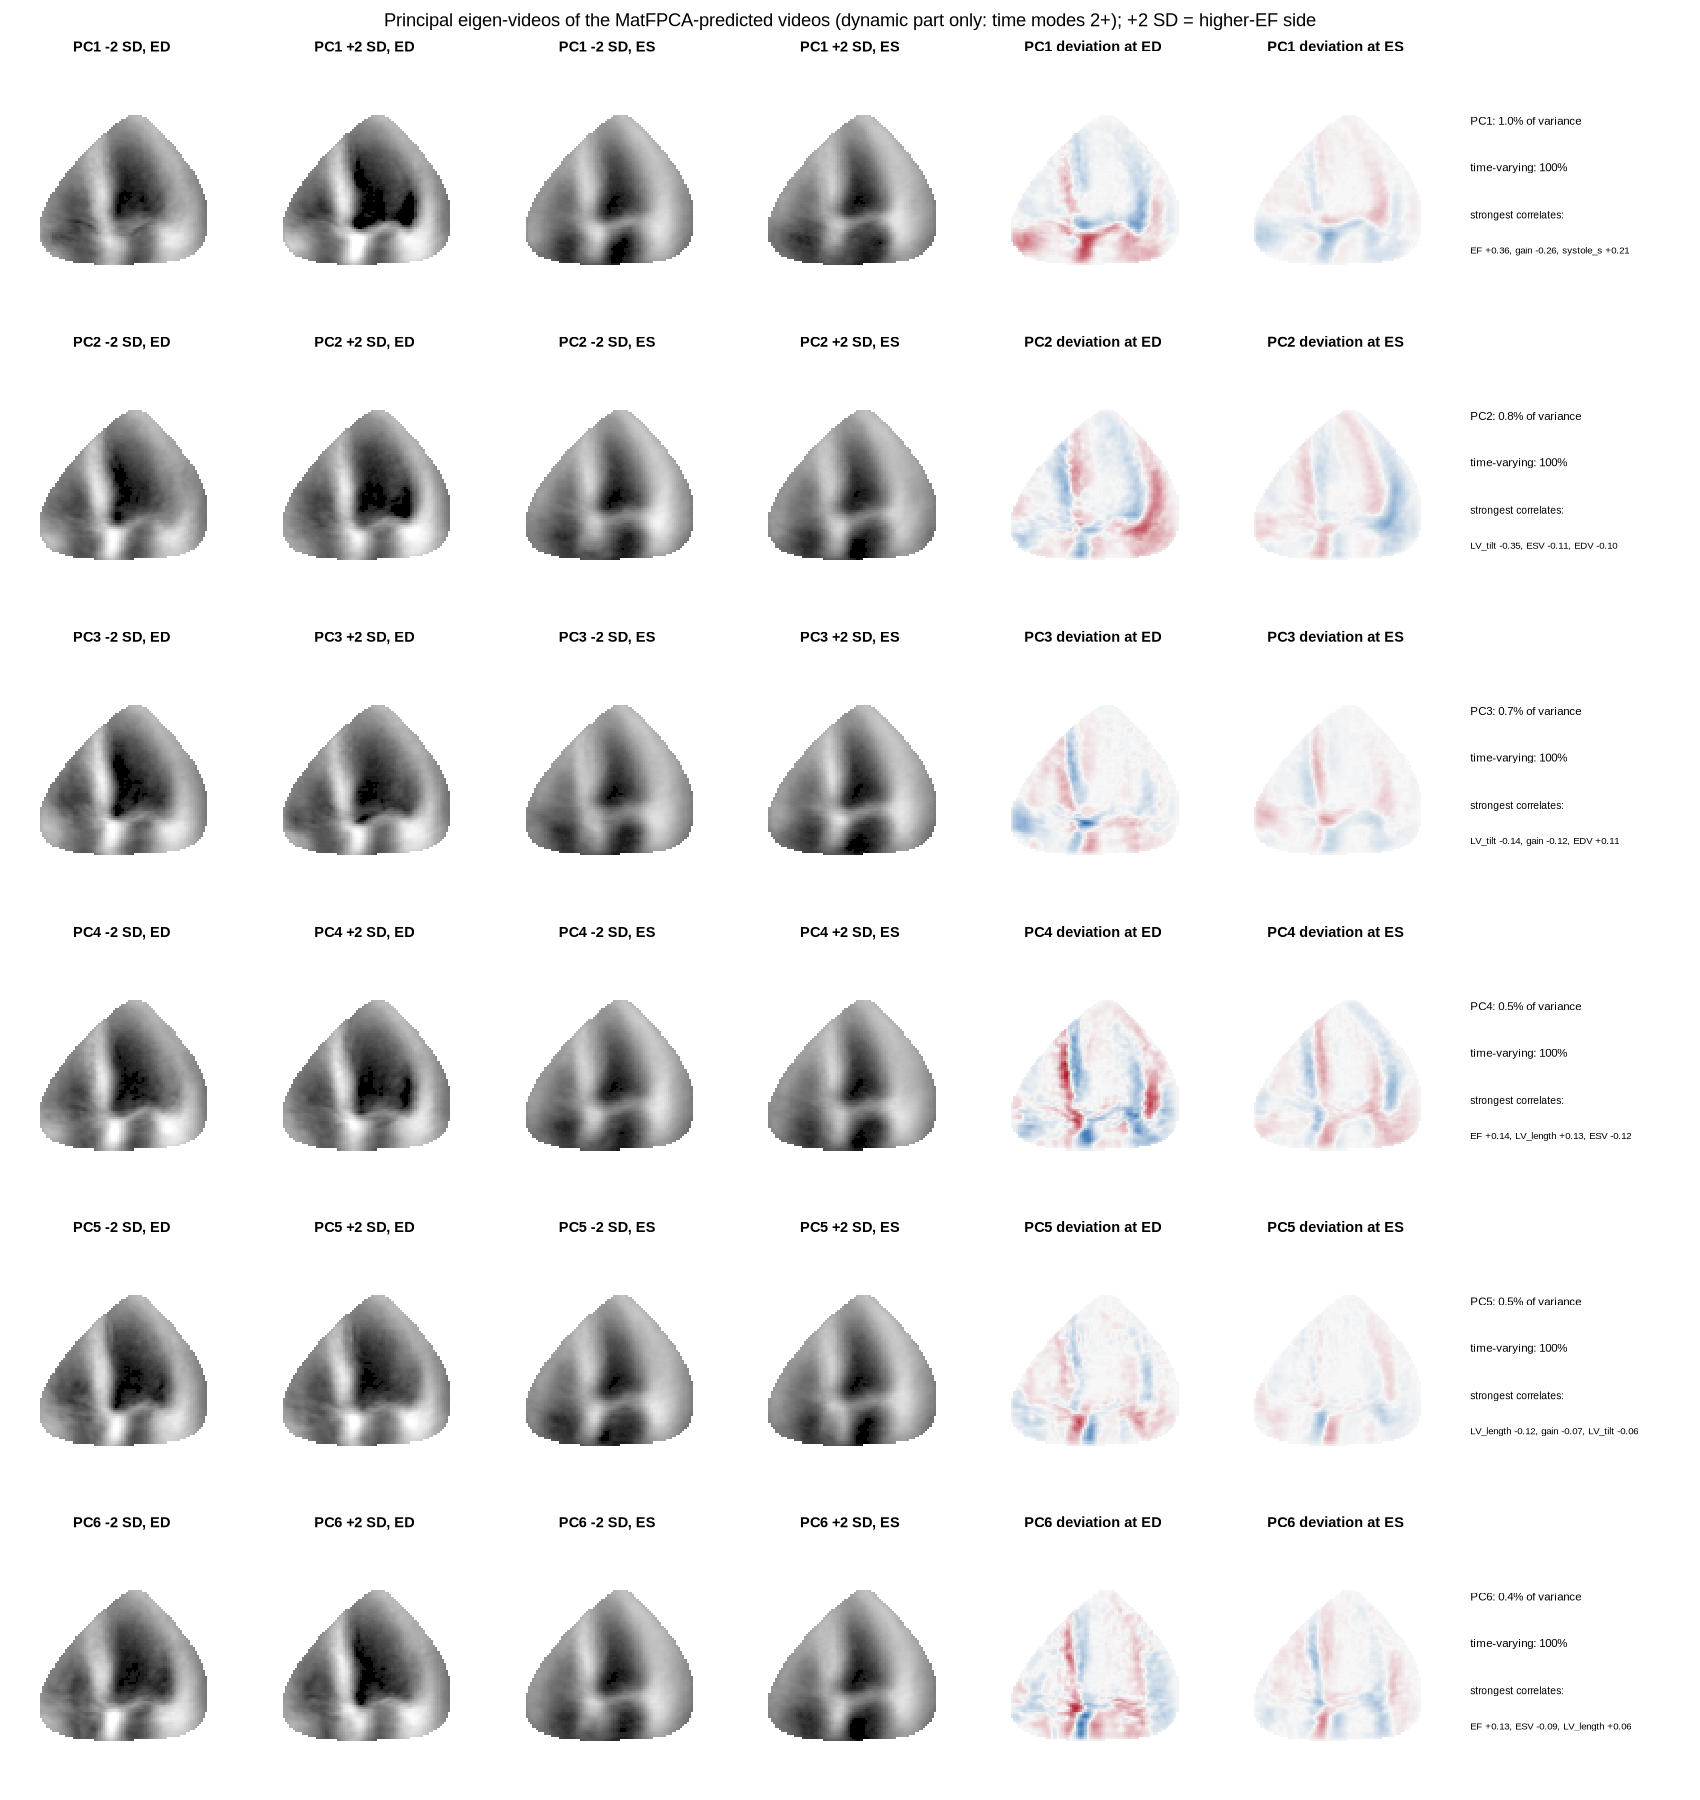 Principal eigen-videos of the MatFPCA-predicted videos (dynamic part only: time modes 2+); +2 SD = higher-EF side
PC1 -2 SD, ED
PC1 +2 SD, ED
PC1 -2 SD, ES
PC1 +2 SD, ES
PC1 deviation at ED
PC1 deviation at ES
PC1: 1.0% of variance
time-varying: 100%
strongest correlates:
EF +0.36, gain -0.26, systole_s +0.21
PC2 -2 SD, ED
PC2 +2 SD, ED
PC2 -2 SD, ES
PC2 +2 SD, ES
PC2 deviation at ED
PC2 deviation at ES
PC2: 0.8% of variance
time-varying: 100%
strongest correlates:
LV_tilt -0.35, ESV -0.11, EDV -0.10
PC3 -2 SD, ED
PC3 +2 SD, ED
PC3 -2 SD, ES
PC3 +2 SD, ES
PC3 deviation at ED
PC3 deviation at ES
PC3: 0.7% of variance
time-varying: 100%
strongest correlates:
LV_tilt -0.14, gain -0.12, EDV +0.11
PC4 -2 SD, ED
PC4 +2 SD, ED
PC4 -2 SD, ES
PC4 +2 SD, ES
PC4 deviation at ED
PC4 deviation at ES
PC4: 0.5% of variance
time-varying: 100%
strongest correlates:
EF +0.14, LV_length +0.13, ESV -0.12
PC5 -2 SD, ED
PC5 +2 SD, ED
PC5 -2 SD, ES
PC5 +2 SD, ES
PC5 deviation at ED
PC5 deviation at ES
PC5: 0.5% of variance
time-varying: 100%
strongest correlates:
LV_length -0.12, gain -0.07, LV_tilt -0.06
PC6 -2 SD, ED
PC6 +2 SD, ED
PC6 -2 SD, ES
PC6 +2 SD, ES
PC6 deviation at ED
PC6 deviation at ES
PC6: 0.4% of variance
time-varying: 100%
strongest correlates:
EF +0.13, ESV -0.09, LV_length +0.06